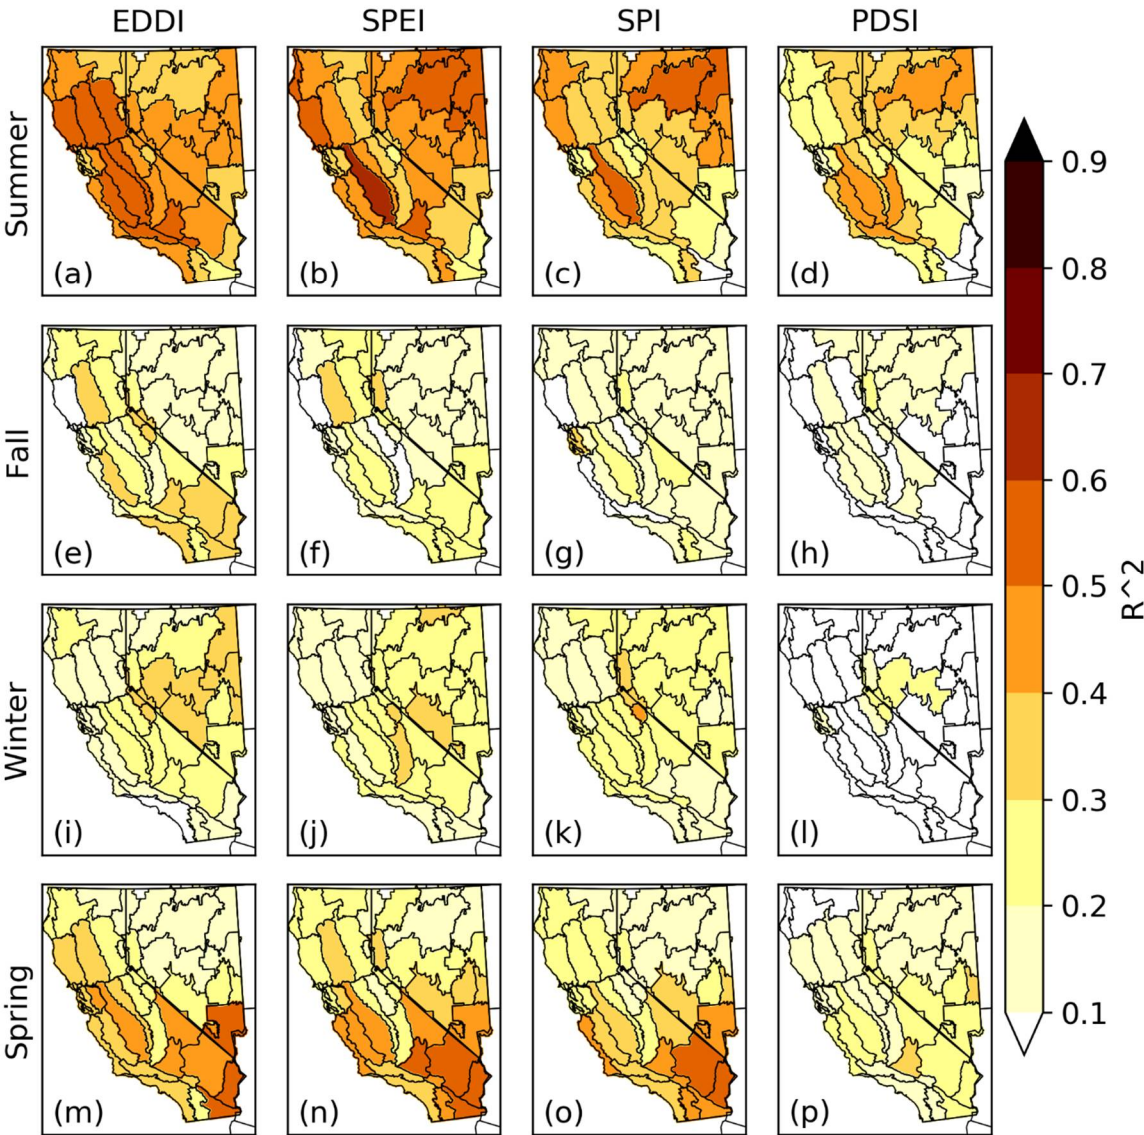 EDDI SPEI SPI PDSI
Summer
(a) (b) (c) (d)
Fall
(e) (f) (g) (h)
Winter
(i) (j) (k) (l)
Spring
(m) (n) (o) (p)
0.9
0.8
0.7
0.6
0.5
0.4
0.3
0.2
0.1
R^2